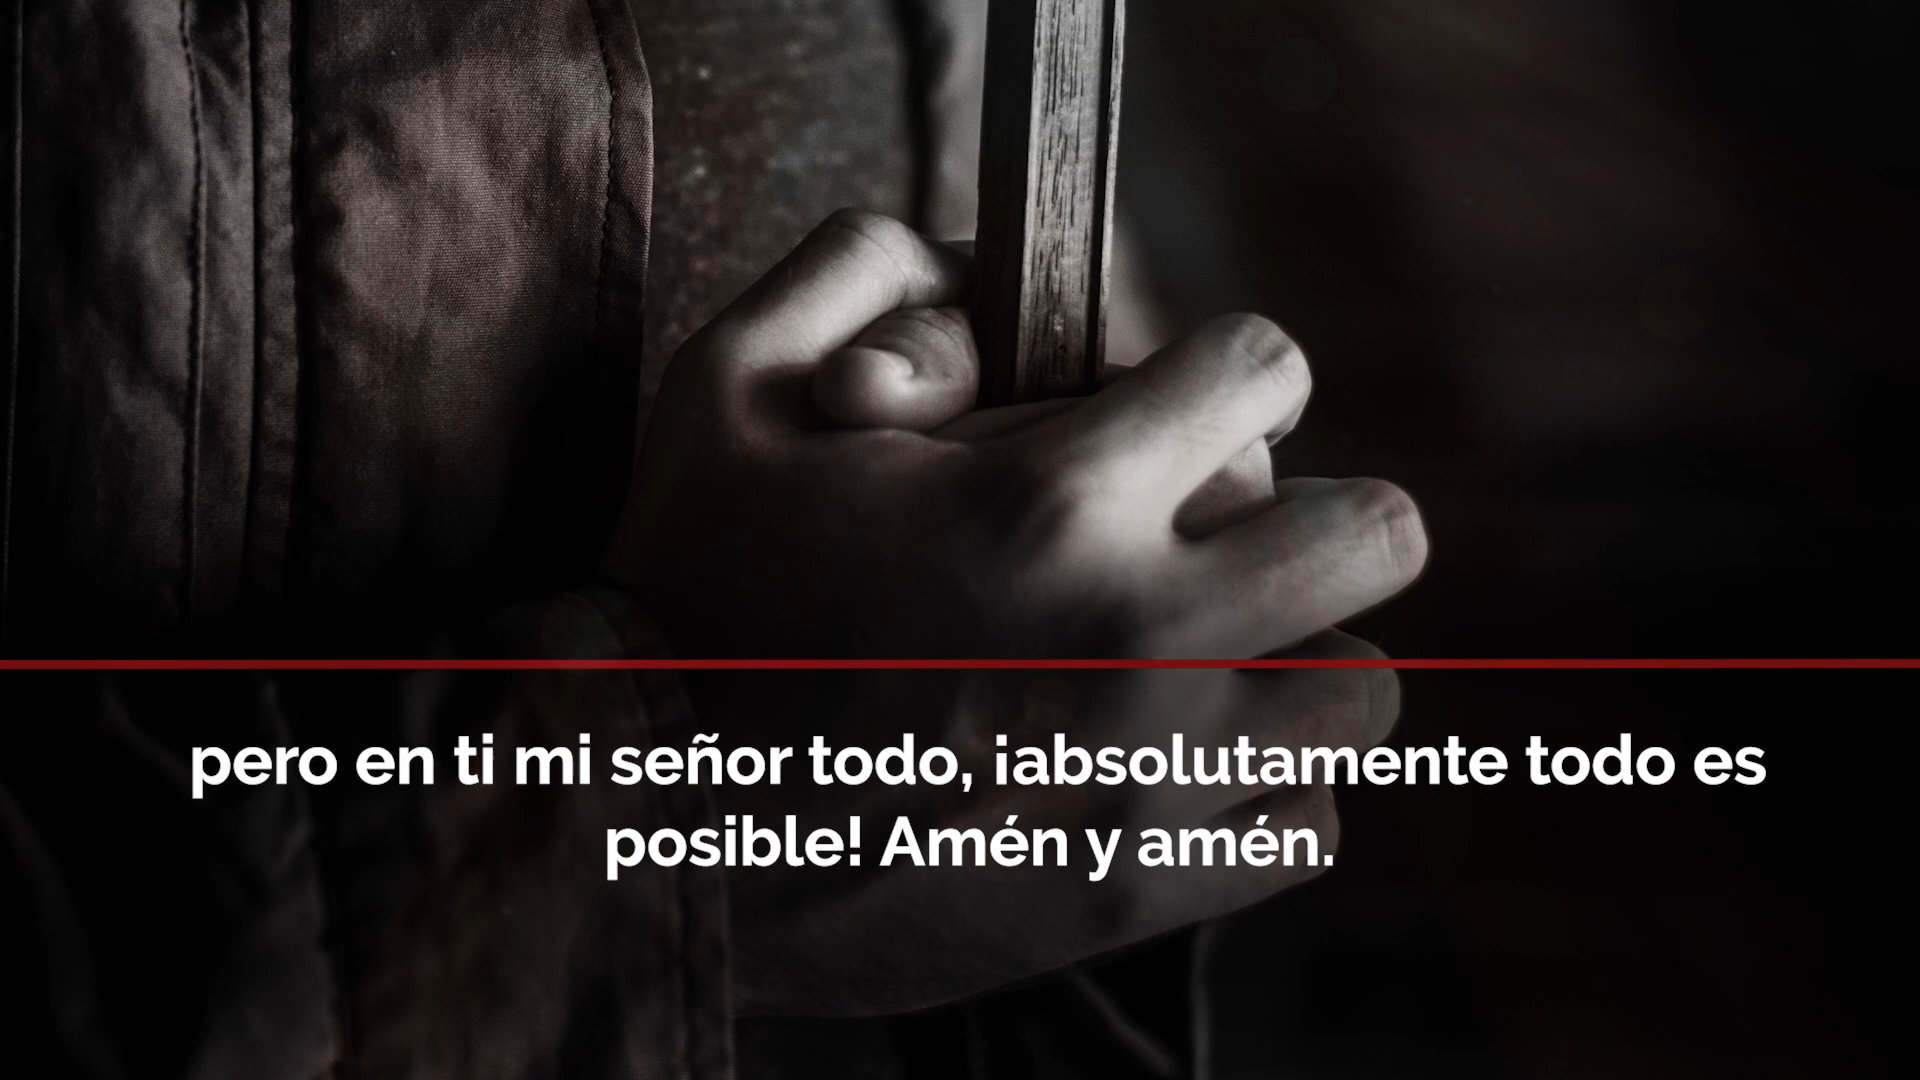 pero en ti mi señor todo, ¡absolutamente todo es
posible! Amén y amén.